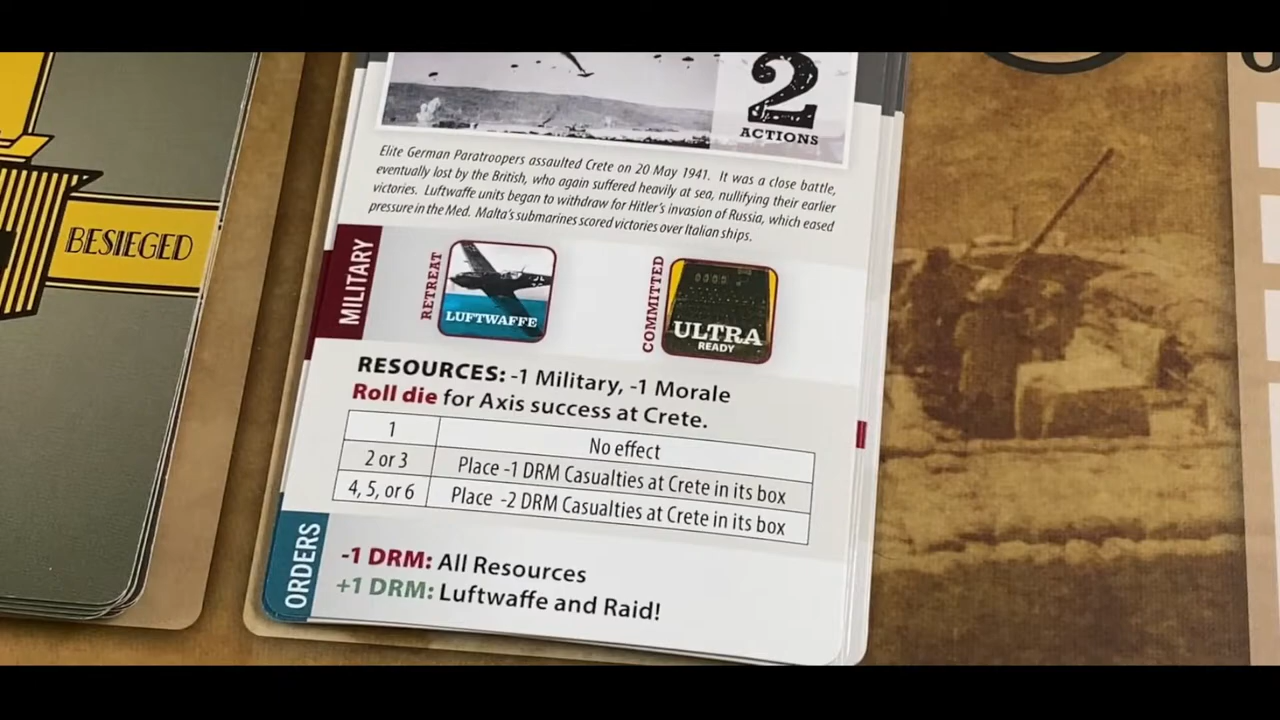 2
ACTIONS
Elite German Paratroopers assaulted Crete on 20 May 1941. It was a close battle,
eventually lost by the British, who again suffered heavily at sea, nullifying their earlier
victories. Luftwaffe units began to withdraw for Hitler's invasion of Russia, which eased
pressure in the Med. Malta's submarines scored victories over Italian ships.
BESIEGED
MILITARY
RETREAT
LUFTWAFFE
COMMITTED
ULTRA
READY
RESOURCES: -1 Military, -1 Morale
Roll die for Axis success at Crete.
1 No effect
2 or 3 Place -1 DRM Casualties at Crete in its box
4, 5, or 6 Place -2 DRM Casualties at Crete in its box
ORDERS
-1 DRM: All Resources
+1 DRM: Luftwaffe and Raid!